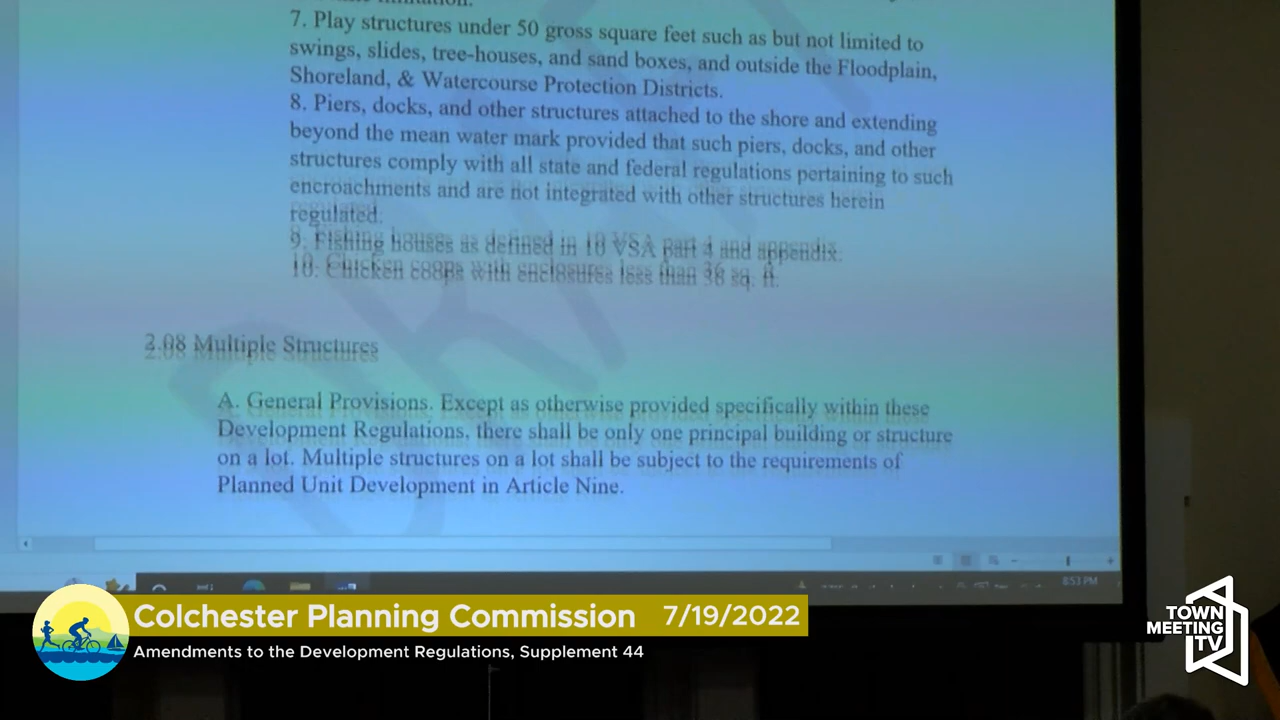 7. Play structures under 50 gross square feet such as but not limited to
swings, slides, tree-houses, and sand boxes, and outside the Floodplain,
Shoreland, & Watercourse Protection Districts.
8. Piers, docks, and other structures attached to the shore and extending
beyond the mean water mark provided that such piers, docks, and other
structures comply with all state and federal regulations pertaining to such
encroachments and are not integrated with other structures herein
regulated.
9. Fishing houses as defined in 10 VSA part 4 and appendix.
10. Chicken coops with enclosures less than 36 sq. ft.
2.08 Multiple Structures
A. General Provisions. Except as otherwise provided specifically within these
Development Regulations, there shall be only one principal building or structure
on a lot. Multiple structures on a lot shall be subject to the requirements of
Planned Unit Development in Article Nine.
DRAFT
8:53 PM
Colchester Planning Commission 7/19/2022
Amendments to the Development Regulations, Supplement 44
TOWN
MEETING
TV